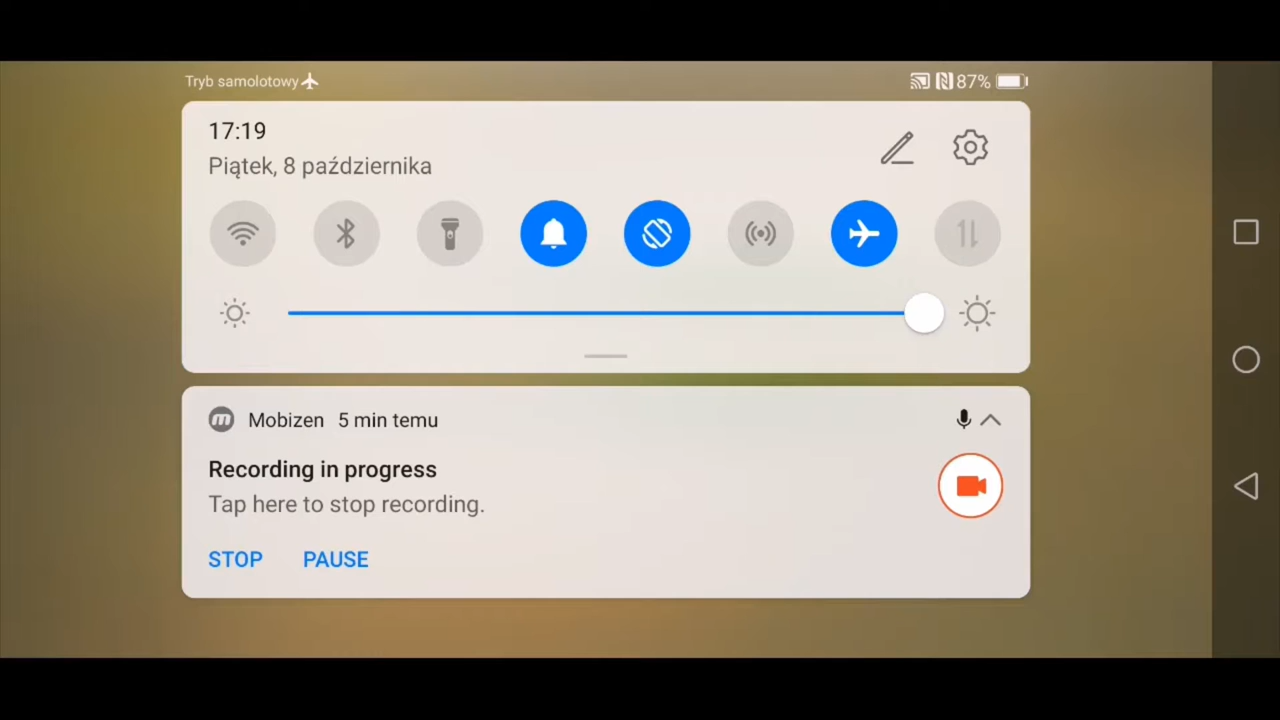 Tryb samolotowy 87%
17:19
Piątek, 8 października
Mobizen 5 min temu
Recording in progress
Tap here to stop recording.
STOP PAUSE